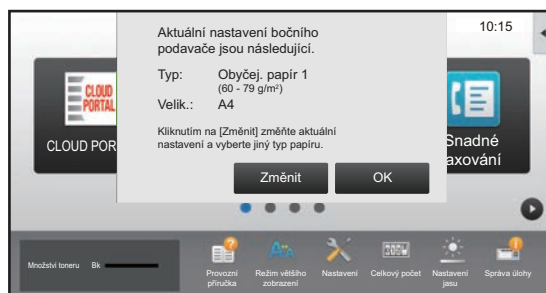 10:15
Aktuální nastavení bočního
podavače jsou následující.
Typ: Obyčej. papír 1
(60 - 79 g/m²)
Velik.: A4
Kliknutím na [Změnit] změňte aktuální
nastavení a vyberte jiný typ papíru.
Změnit OK
CLOUD
PORTAL
CLOUD POR
Snadné
axování
Množství toneru Bk
Provozní
příručka
Režim většího
zobrazení
Nastavení
Celkový počet
Nastavení
jasu
Správa úlohy